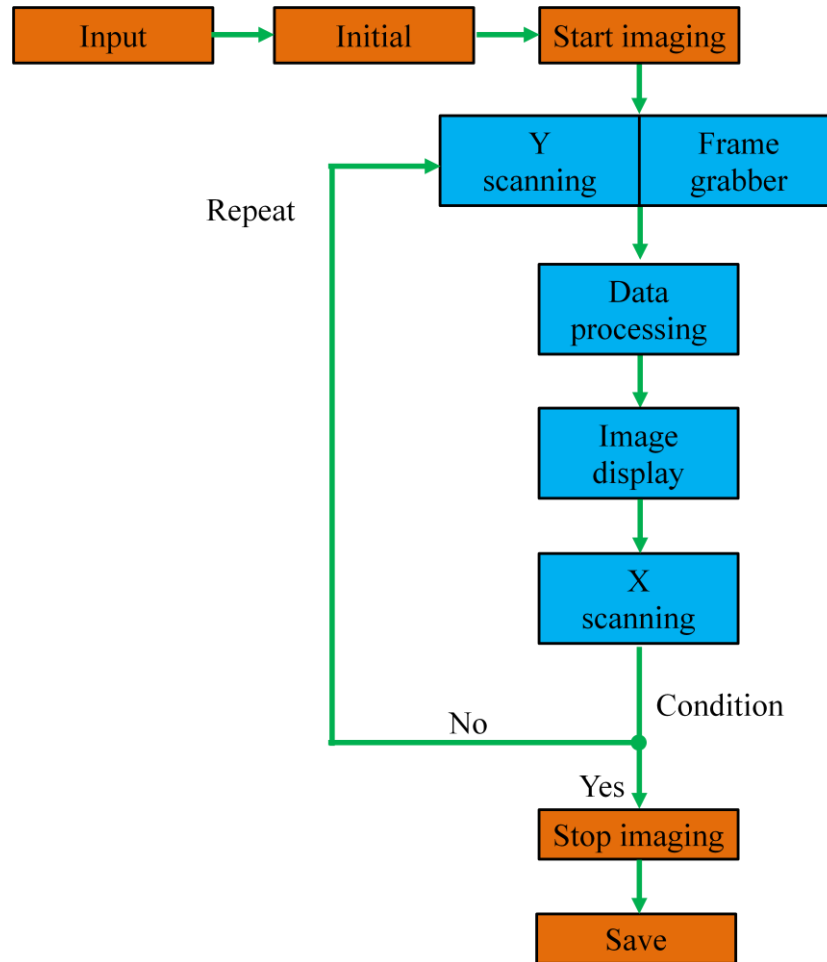 Input
Initial
Start imaging
Y
scanning
Frame
grabber
Repeat
Data
processing
Image
display
X
scanning
Condition
No
Yes
Stop imaging
Save